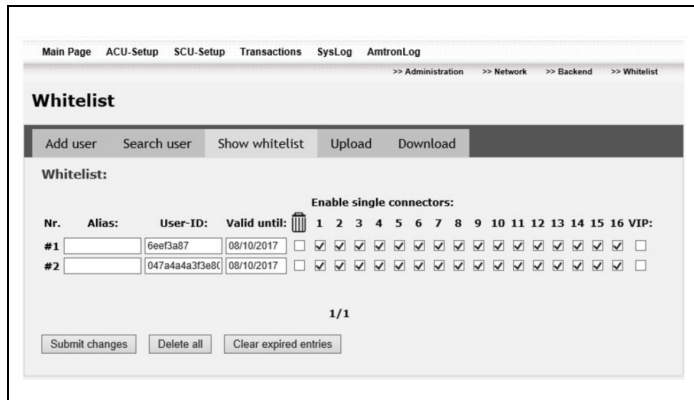 Main Page ACU-Setup SCU-Setup Transactions SysLog AmtronLog
>> Administration >> Network >> Backend >> Whitelist
Whitelist
Add user Search user Show whitelist Upload Download
Whitelist:
Enable single connectors:
Nr. Alias: User-ID: Valid until: 1 2 3 4 5 6 7 8 9 10 11 12 13 14 15 16 VIP:
#1 6eef3a87 08/10/2017
#2 047a4a4a3f3e80 08/10/2017
1/1
Submit changes Delete all Clear expired entries